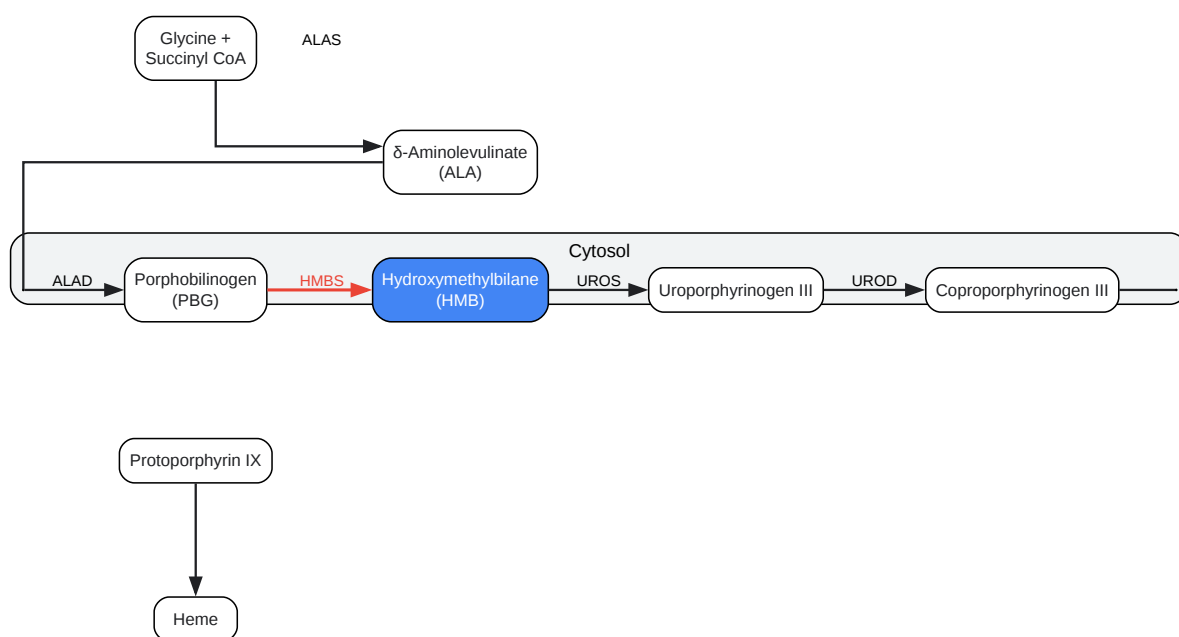 Glycine +
Succinyl CoA
ALAS
δ-Aminolevulinate
(ALA)
Cytosol
ALAD
Porphobilinogen
(PBG)
HMBS
Hydroxymethylbilane
(HMB)
UROS
Uroporphyrinogen III
UROD
Coproporphyrinogen III
Protoporphyrin IX
Heme